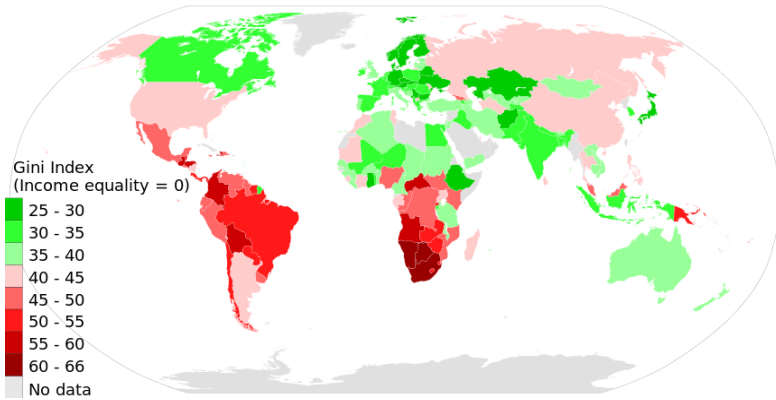 Gini Index
(Income equality = 0)
25 - 30
30 - 35
35 - 40
40 - 45
45 - 50
50 - 55
55 - 60
60 - 66
No data